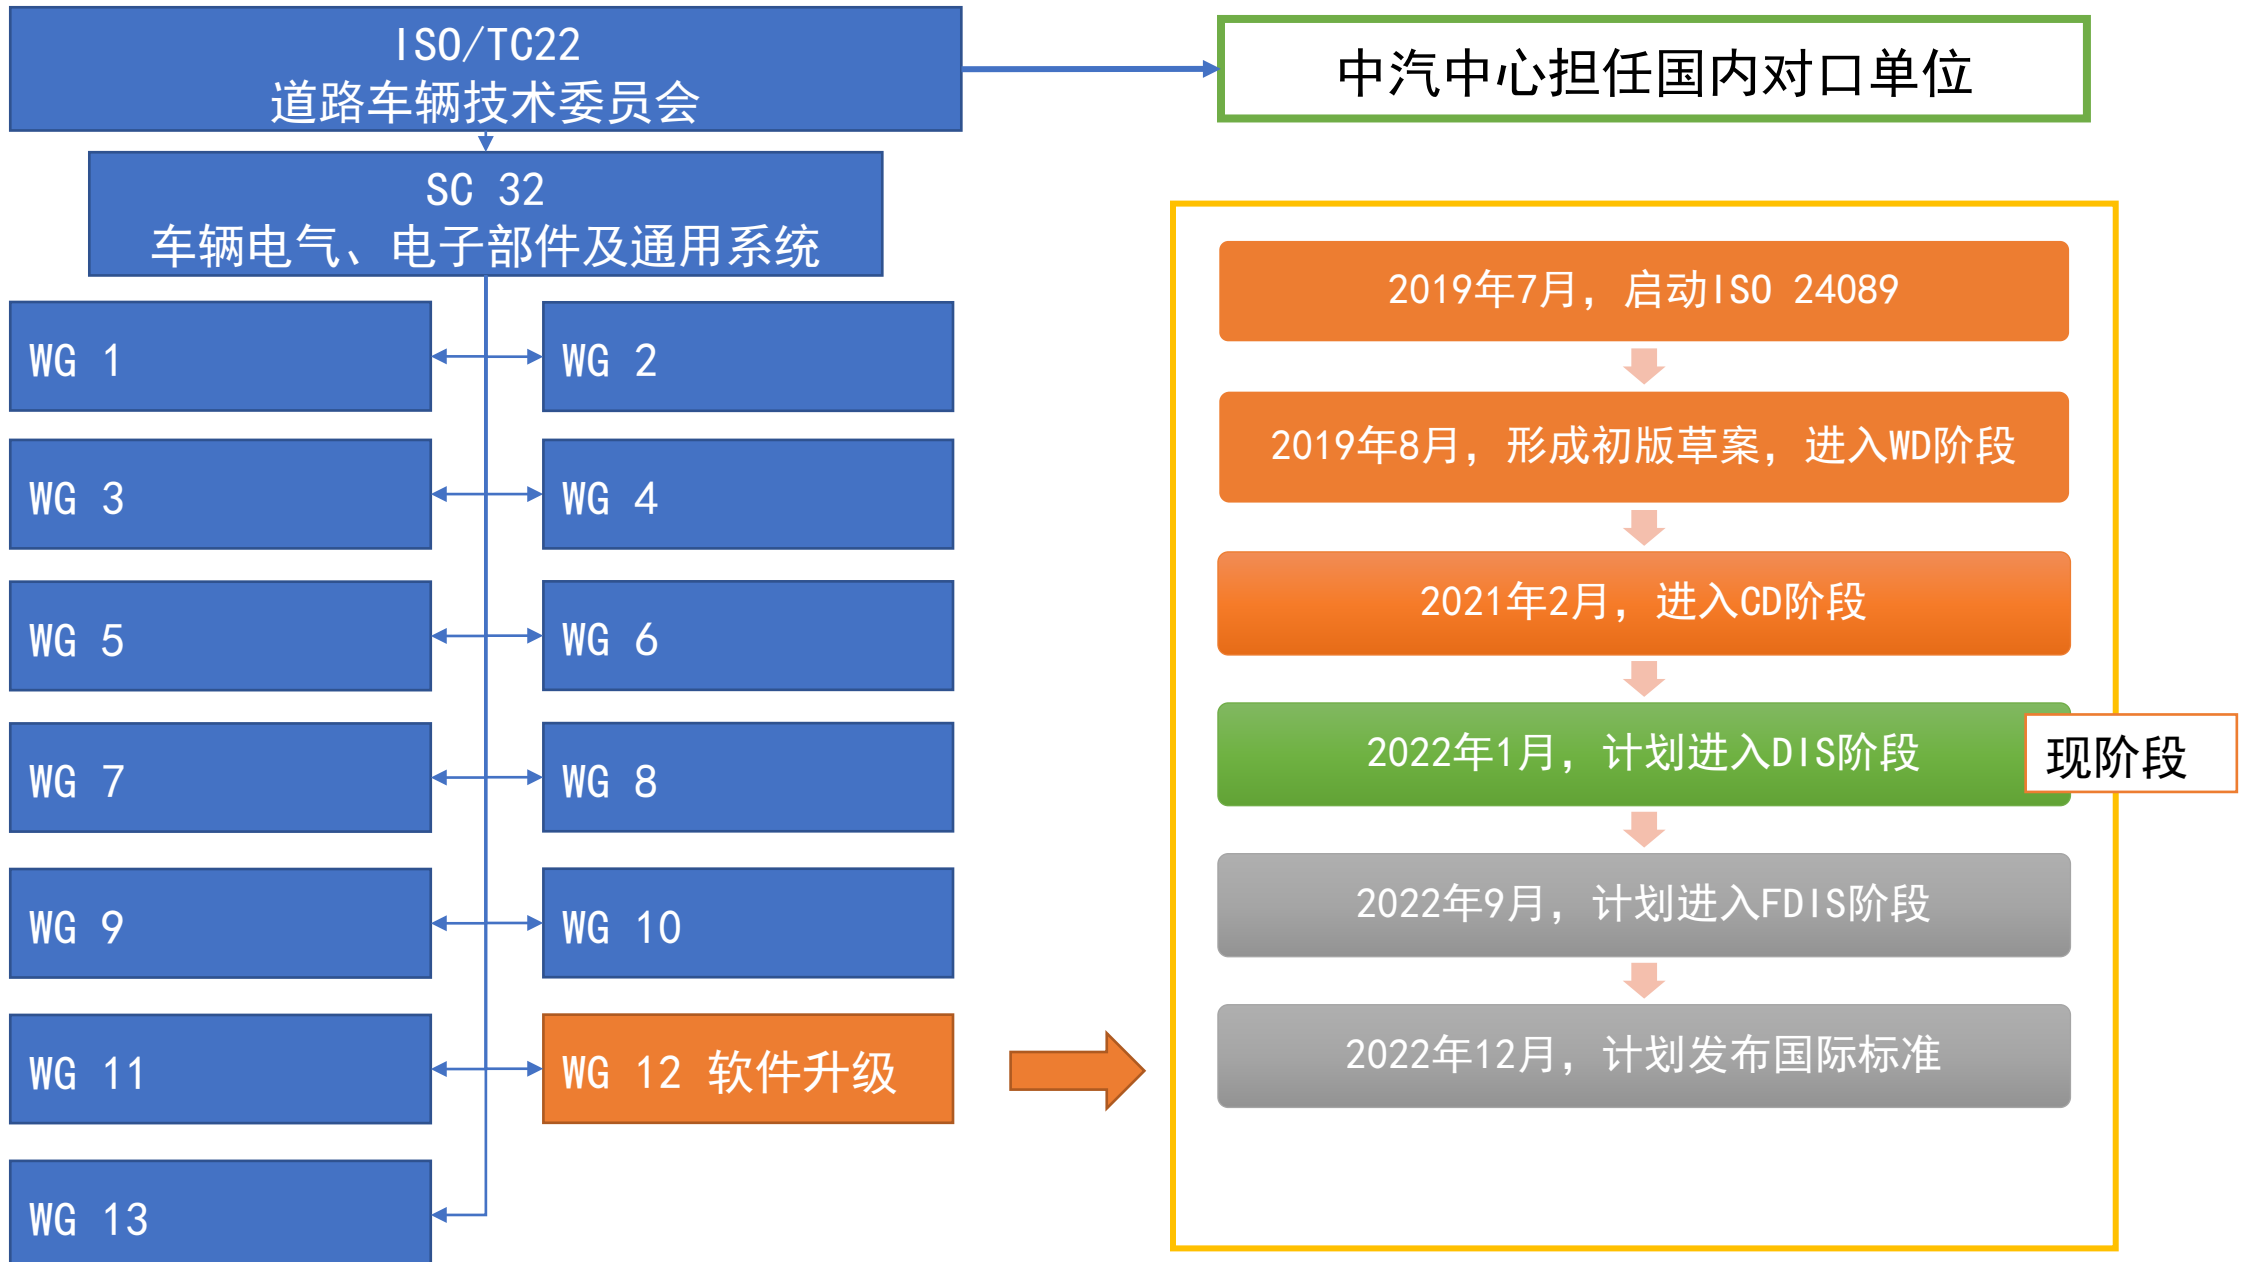 ISO/TC22
道路车辆技术委员会
中汽中心担任国内对口单位
SC 32
车辆电气、电子部件及通用系统
WG 1
WG 2
WG 3
WG 4
WG 5
WG 6
WG 7
WG 8
WG 9
WG 10
WG 11
WG 12 软件升级
WG 13
2019年7月，启动ISO 24089
2019年8月，形成初版草案，进入WD阶段
2021年2月，进入CD阶段
2022年1月，计划进入DIS阶段
现阶段
2022年9月，计划进入FDIS阶段
2022年12月，计划发布国际标准